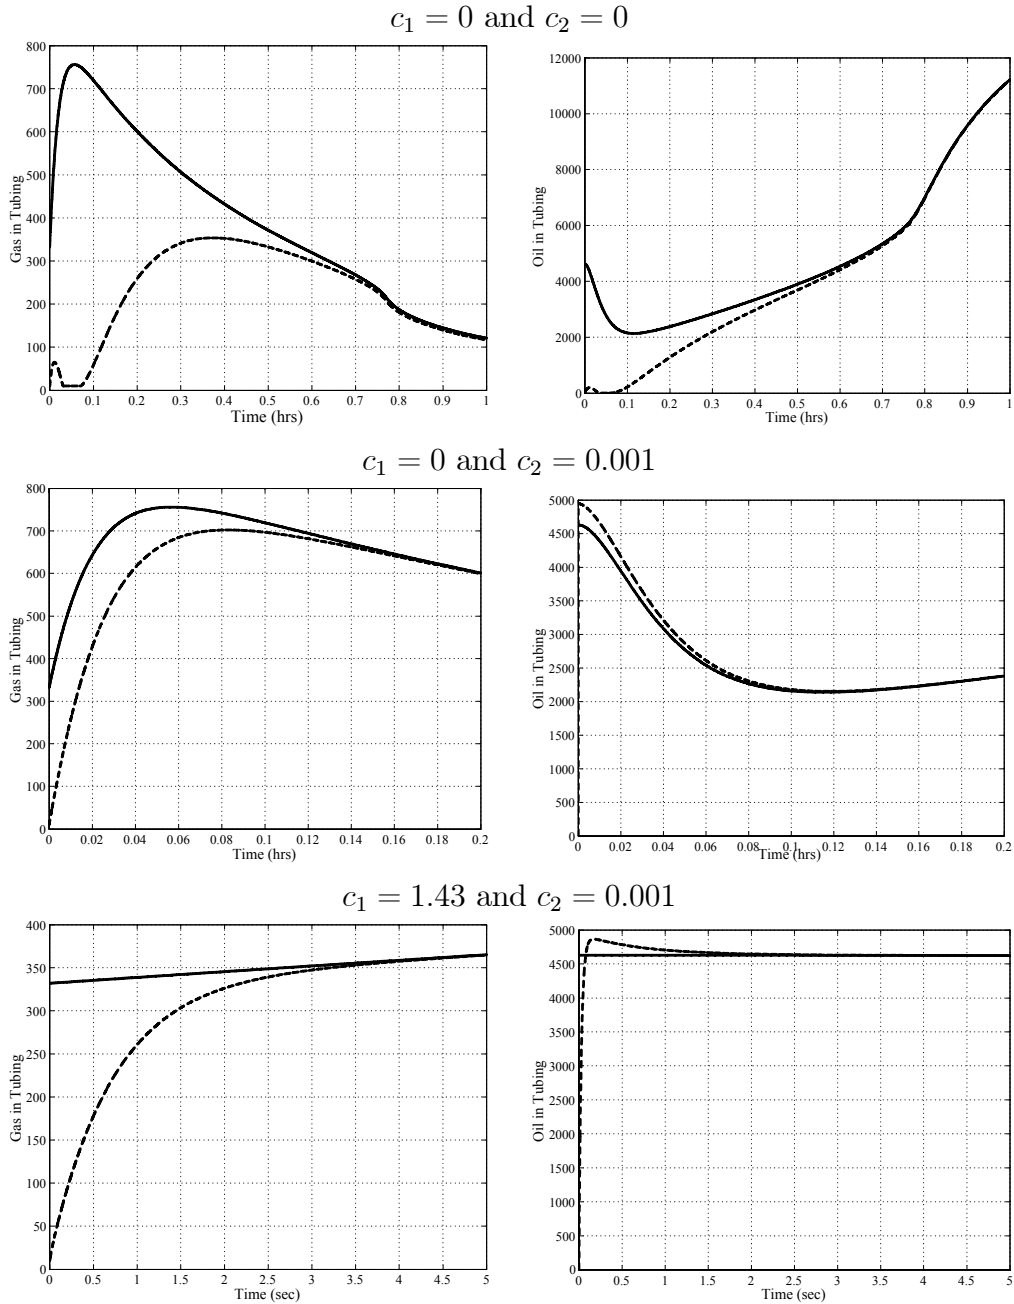 c₁ = 0 and c₂ = 0
800
700
600
500
400
300
200
100
0
Gas in Tubing
0 0.1 0.2 0.3 0.4 0.5 0.6 0.7 0.8 0.9 1
Time (hrs)
12000
10000
8000
6000
4000
2000
0
Oil in Tubing
0 0.1 0.2 0.3 0.4 0.5 0.6 0.7 0.8 0.9 1
Time (hrs)
c₁ = 0 and c₂ = 0.001
800
700
600
500
400
300
200
100
0
Gas in Tubing
0 0.02 0.04 0.06 0.08 0.1 0.12 0.14 0.16 0.18 0.2
Time (hrs)
5000
4500
4000
3500
3000
2500
2000
1500
1000
500
0
Oil in Tubing
0 0.02 0.04 0.06 0.08 0.1 0.12 0.14 0.16 0.18 0.2
Time (hrs)
c₁ = 1.43 and c₂ = 0.001
400
350
300
250
200
150
100
50
0
Gas in Tubing
0 0.5 1 1.5 2 2.5 3 3.5 4 4.5 5
Time (sec)
5000
4500
4000
3500
3000
2500
2000
1500
1000
500
0
Oil in Tubing
0 0.5 1 1.5 2 2.5 3 3.5 4 4.5 5
Time (sec)